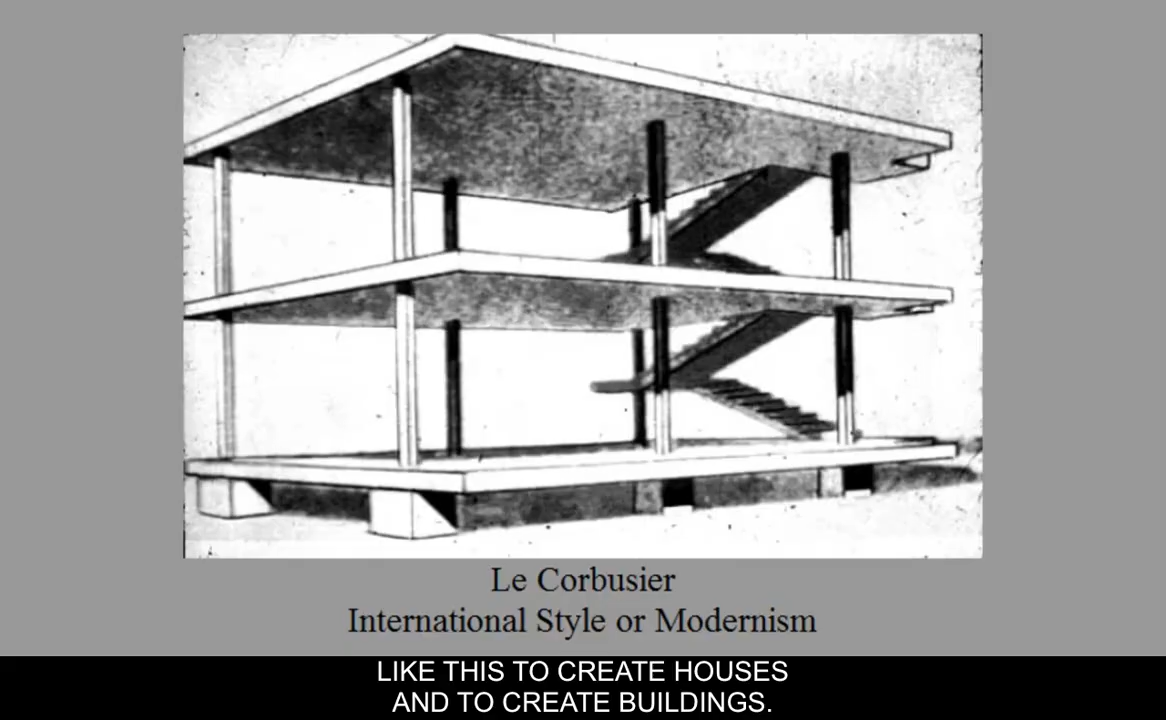 Le Corbusier
International Style or Modernism
LIKE THIS TO CREATE HOUSES
AND TO CREATE BUILDINGS.